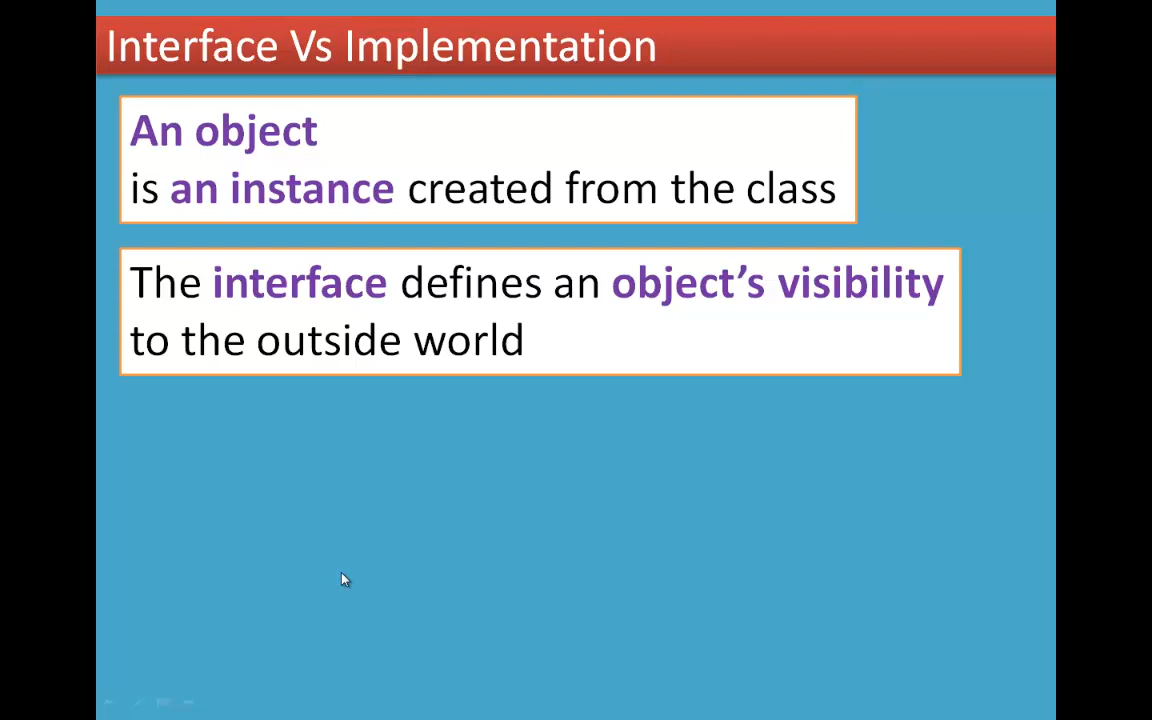 Interface Vs Implementation
An object
is an instance created from the class
The interface defines an object’s visibility
to the outside world